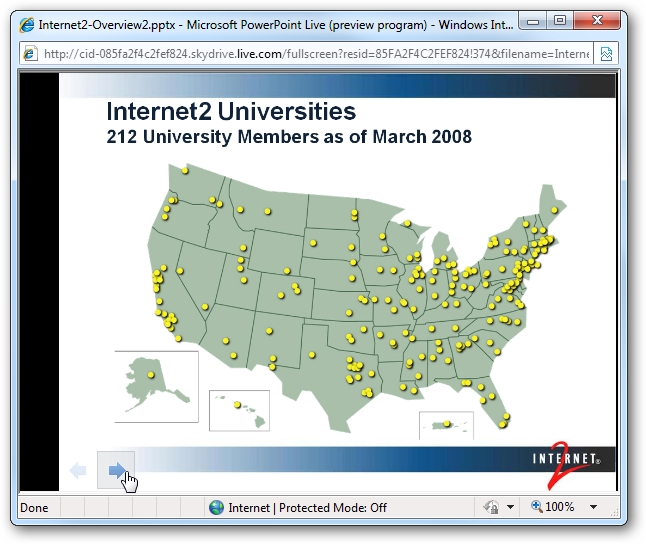 Internet2-Overview2.pptx - Microsoft PowerPoint Live (preview program) - Windows Int...
http://cid-085fa2f4c2fef824.skydrive.live.com/fullscreen?resid=85FA2F4C2FEF824!374&filename=Interne
Internet2 Universities
212 University Members as of March 2008
INTERNET®
2
Done
Internet | Protected Mode: Off
100%